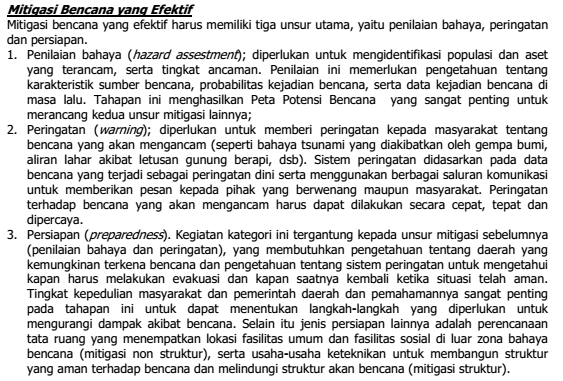 Mitigasi Bencana yang Efektif
Mitigasi bencana yang efektif harus memiliki tiga unsur utama, yaitu penilaian bahaya, peringatan
dan persiapan.
1. Penilaian bahaya (hazard assestment); diperlukan untuk mengidentifikasi populasi dan aset
yang terancam, serta tingkat ancaman. Penilaian ini memerlukan pengetahuan tentang
karakteristik sumber bencana, probabilitas kejadian bencana, serta data kejadian bencana di
masa lalu. Tahapan ini menghasilkan Peta Potensi Bencana yang sangat penting untuk
merancang kedua unsur mitigasi lainnya;
2. Peringatan (warning); diperlukan untuk memberi peringatan kepada masyarakat tentang
bencana yang akan mengancam (seperti bahaya tsunami yang diakibatkan oleh gempa bumi,
aliran lahar akibat letusan gunung berapi, dsb). Sistem peringatan didasarkan pada data
bencana yang terjadi sebagai peringatan dini serta menggunakan berbagai saluran komunikasi
untuk memberikan pesan kepada pihak yang berwenang maupun masyarakat. Peringatan
terhadap bencana yang akan mengancam harus dapat dilakukan secara cepat, tepat dan
dipercaya.
3. Persiapan (preparedness). Kegiatan kategori ini tergantung kepada unsur mitigasi sebelumnya
(penilaian bahaya dan peringatan), yang membutuhkan pengetahuan tentang daerah yang
kemungkinan terkena bencana dan pengetahuan tentang sistem peringatan untuk mengetahui
kapan harus melakukan evakuasi dan kapan saatnya kembali ketika situasi telah aman.
Tingkat kepedulian masyarakat dan pemerintah daerah dan pemahamannya sangat penting
pada tahapan ini untuk dapat menentukan langkah-langkah yang diperlukan untuk
mengurangi dampak akibat bencana. Selain itu jenis persiapan lainnya adalah perencanaan
tata ruang yang menempatkan lokasi fasilitas umum dan fasilitas sosial di luar zona bahaya
bencana (mitigasi non struktur), serta usaha-usaha keteknikan untuk membangun struktur
yang aman terhadap bencana dan melindungi struktur akan bencana (mitigasi struktur).